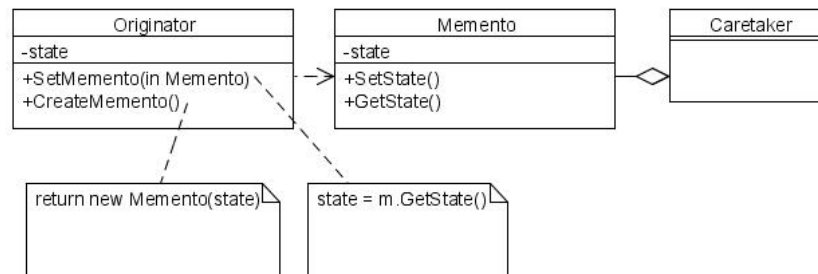 Originator
-state
+SetMemento(in Memento)
+CreateMemento()
Memento
-state
+SetState()
+GetState()
Caretaker
return new Memento(state)
state = m.GetState()